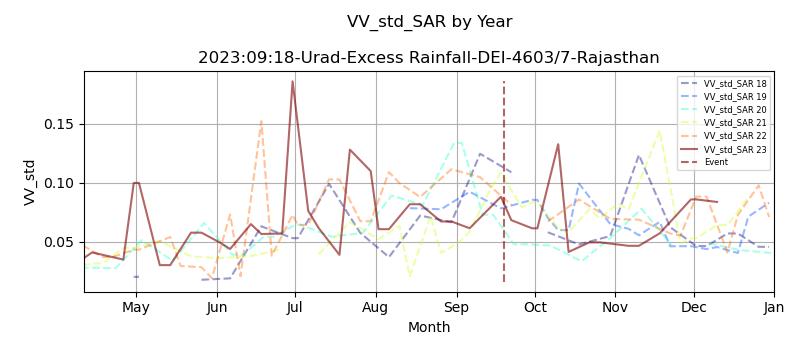 VV_std_SAR by Year
2023:09:18-Urad-Excess Rainfall-DEI-4603/7-Rajasthan
VV_std_SAR 18
VV_std_SAR 19
VV_std_SAR 20
VV_std_SAR 21
VV_std_SAR 22
VV_std_SAR 23
Event
0.15
0.10
0.05
VV_std
May Jun Jul Aug Sep Oct Nov Dec Jan
Month